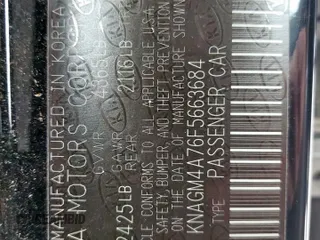 MANUFACTURED IN KOREA
A MOTORS CORP
GVWR 4365LB
2425LB GAWR REAR 2116LB
CLE CONFORMS TO ALL APPLICABLE U.S.A.
SAFETY BUMPER, AND THEFT PREVENTION
ON THE DATE OF MANUFACTURE SHOWN
KNAGM4A76F5663684
TYPE PASSENGER CAR